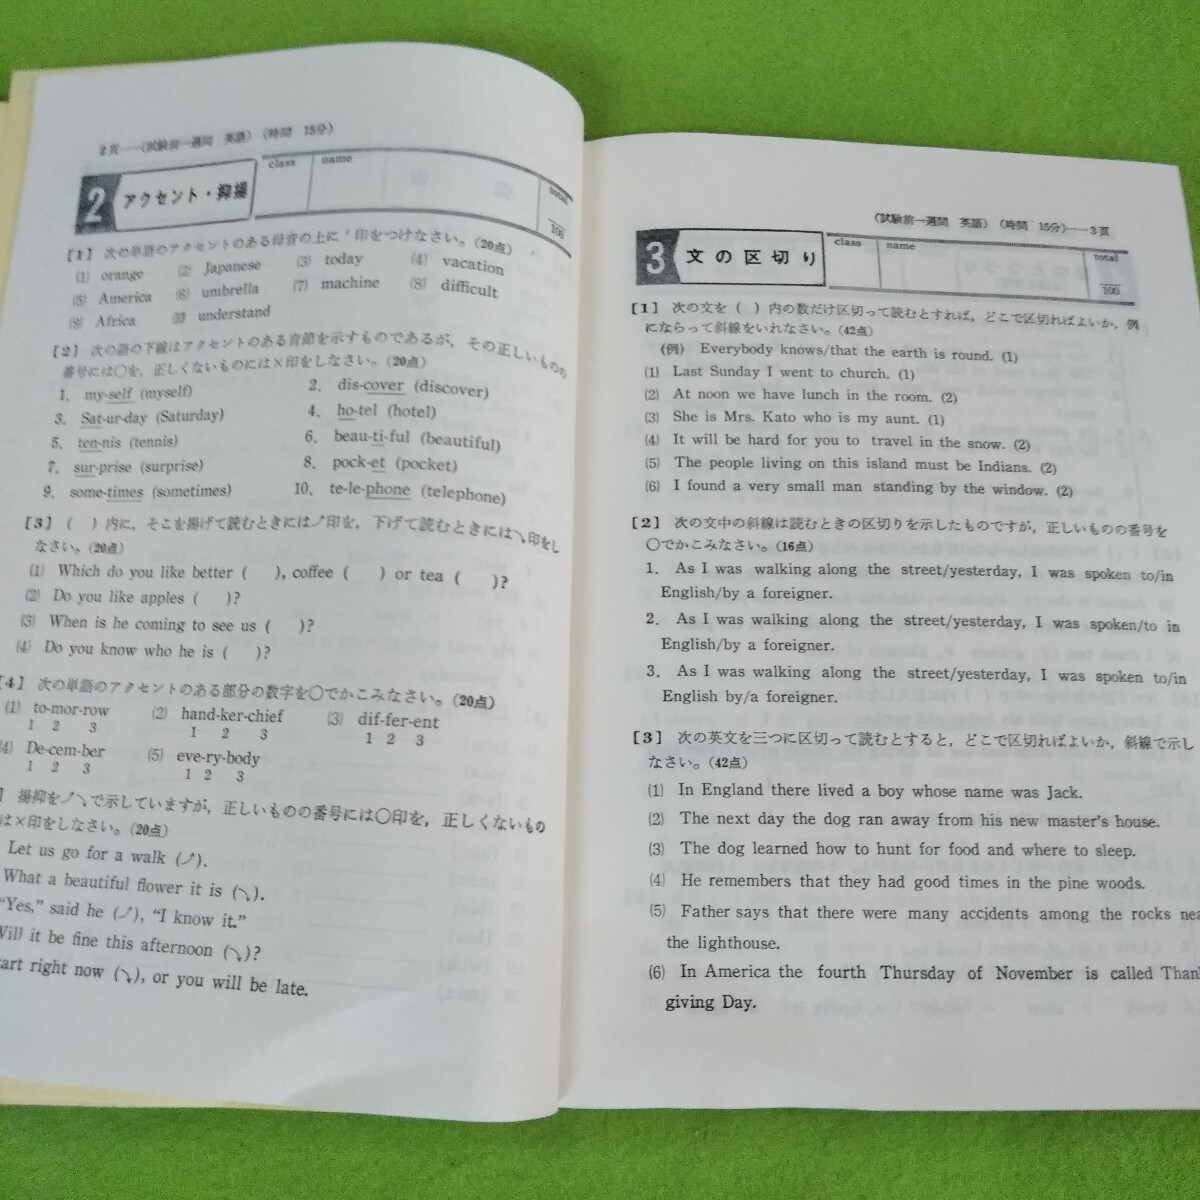 2頁……(試験前一週間 英語) (時間 15分)
2 アクセント・抑揚
class name total
100
[1] 次の単語のアクセントのある母音の上に ´ 印をつけなさい。(20点)
(1) orange (2) Japanese (3) today (4) vacation
(5) America (6) umbrella (7) machine (8) difficult
(9) Africa (10) understand
[2] 次の語の下線はアクセントのある音節を示すものであるが，その正しいものの
番号には○を，正しくないものには×印をしなさい。(20点)
1. my-self (myself) 2. dis-cover (discover)
3. Sat-ur-day (Saturday) 4. ho-tel (hotel)
5. ten-nis (tennis) 6. beau-ti-ful (beautiful)
7. sur-prise (surprise) 8. pock-et (pocket)
9. some-times (sometimes) 10. te-le-phone (telephone)
[3] ( ) 内に，そこを揚げて読むときには⤴印を，下げて読むときには⤵印をし
なさい。(20点)
(1) Which do you like better ( ), coffee ( ) or tea ( )?
(2) Do you like apples ( )?
(3) When is he coming to see us ( )?
(4) Do you know who he is ( )?
[4] 次の単語のアクセントのある部分の数字を○でかこみなさい。(20点)
(1) to-mor-row (2) hand-ker-chief (3) dif-fer-ent
1 2 3 1 2 3 1 2 3
(4) De-cem-ber (5) eve-ry-body
1 2 3 1 2 3
] 揚抑を⤴⤵で示していますが，正しいものの番号には○印を，正しくないもの
は×印をしなさい。(20点)
Let us go for a walk (⤴).
What a beautiful flower it is (⤵).
"Yes," said he (⤴), "I know it."
Will it be fine this afternoon (⤵)?
art right now (⤵), or you will be late.
(試験前一週間 英語) (時間 15分)……3頁
3 文の区切り
class name total
100
[1] 次の文を ( ) 内の数だけ区切って読むとすれば，どこで区切ればよいか，例
にならって斜線をいれなさい。(42点)
(例) Everybody knows/that the earth is round. (1)
(1) Last Sunday I went to church. (1)
(2) At noon we have lunch in the room. (2)
(3) She is Mrs. Kato who is my aunt. (1)
(4) It will be hard for you to travel in the snow. (2)
(5) The people living on this island must be Indians. (2)
(6) I found a very small man standing by the window. (2)
[2] 次の文中の斜線は読むときの区切りを示したものですが，正しいものの番号を
○でかこみなさい。(16点)
1. As I was walking along the street/yesterday, I was spoken to/in
English/by a foreigner.
2. As I was walking along the street/yesterday, I was spoken/to in
English/by a foreigner.
3. As I was walking along the street/yesterday, I was spoken to/in
English by/a foreigner.
[3] 次の英文を三つに区切って読むとすると，どこで区切ればよいか，斜線で示し
なさい。(42点)
(1) In England there lived a boy whose name was Jack.
(2) The next day the dog ran away from his new master's house.
(3) The dog learned how to hunt for food and where to sleep.
(4) He remembers that they had good times in the pine woods.
(5) Father says that there were many accidents among the rocks nea
the lighthouse.
(6) In America the fourth Thursday of November is called Than
giving Day.